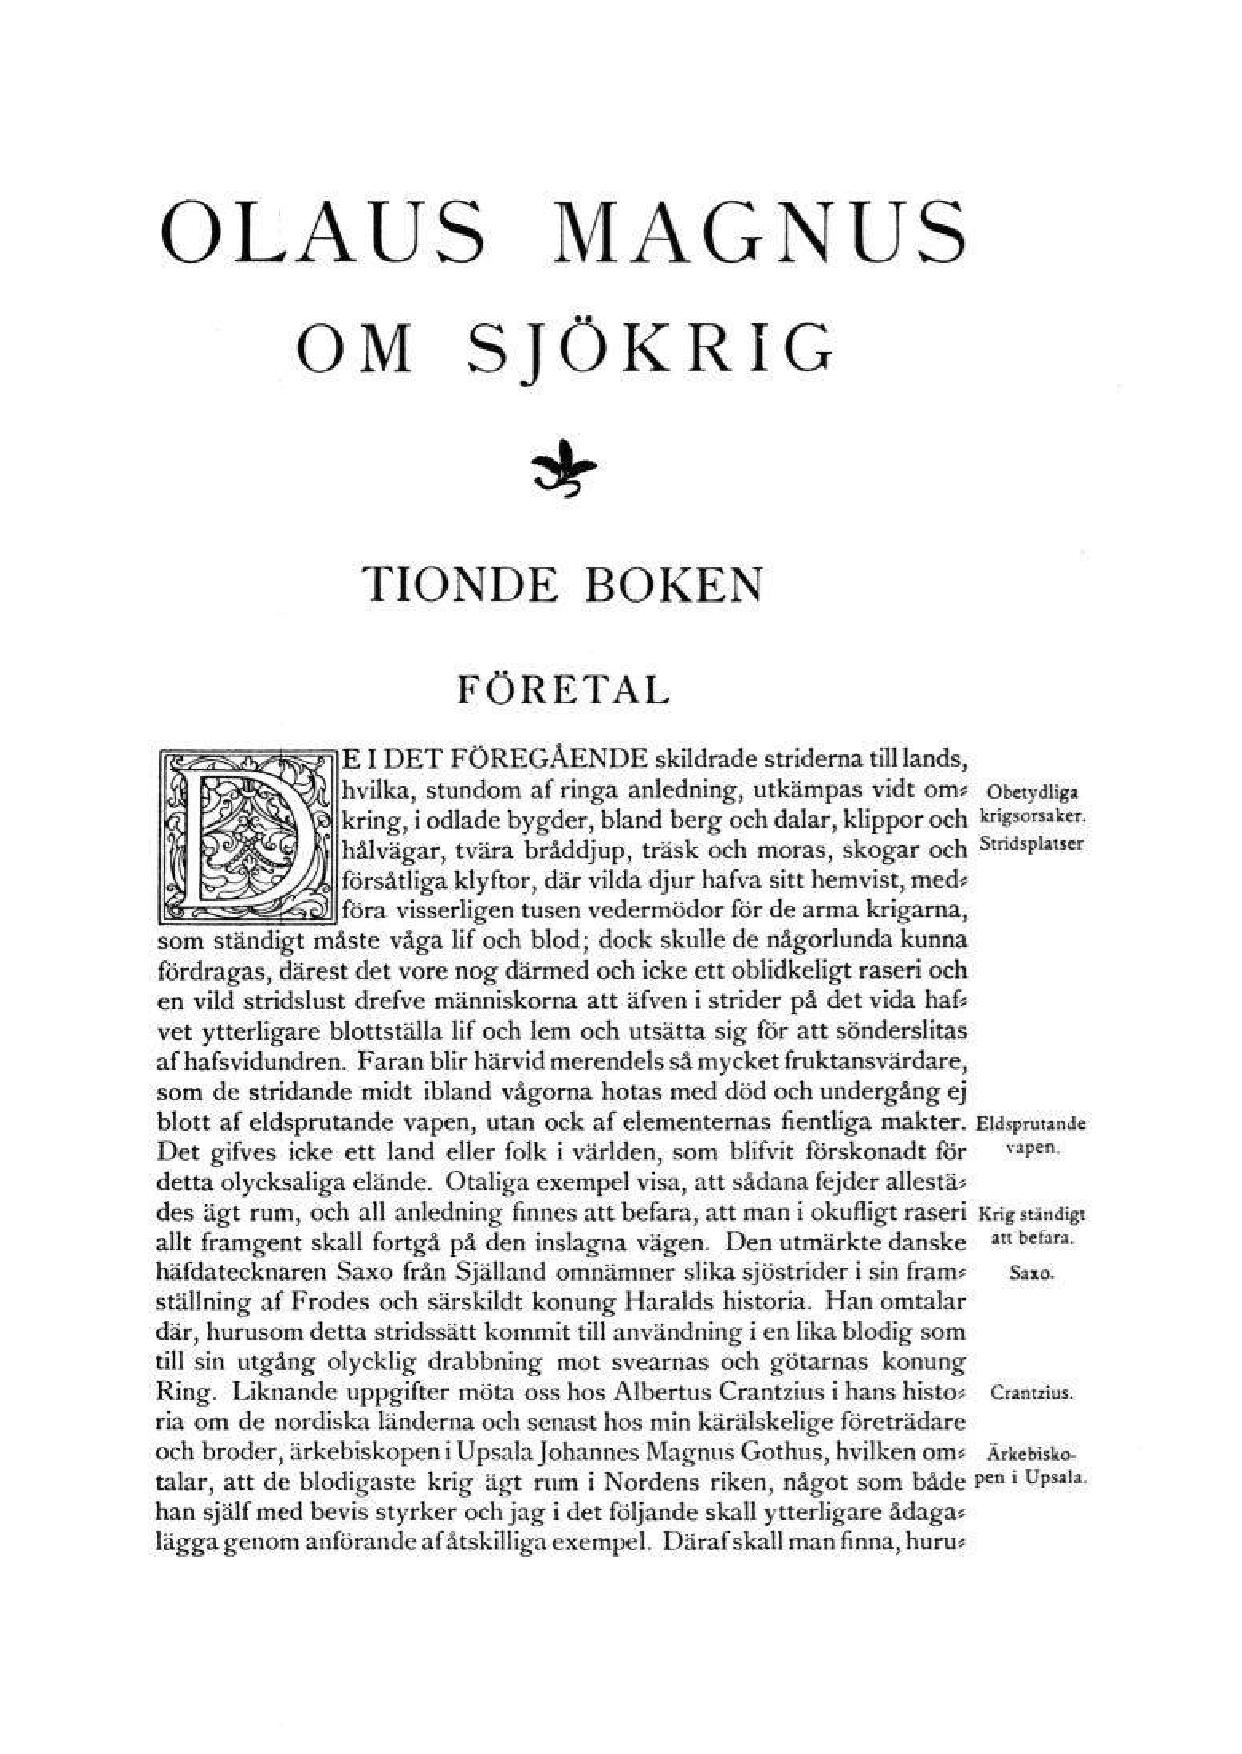 OLAUS MAGNUS
OM SJÖKRIG
TIONDE BOKEN
FÖRETAL
DE I DET FÖREGÅENDE skildrade striderna till lands,
hvilka, stundom af ringa anledning, utkämpas vidt om⸗
kring, i odlade bygder, bland berg och dalar, klippor och
hålvägar, tvära bråddjup, träsk och moras, skogar och
försåtliga klyftor, där vilda djur hafva sitt hemvist, med⸗
föra visserligen tusen vedermödor för de arma krigarna,
som ständigt måste våga lif och blod; dock skulle de någorlunda kunna
fördragas, därest det vore nog därmed och icke ett oblidkeligt raseri och
en vild stridslust drefve människorna att äfven i strider på det vida haf⸗
vet ytterligare blottställa lif och lem och utsätta sig för att sönderslitas
af hafsvidundren. Faran blir härvid merendels så mycket fruktansvärdare,
som de stridande midt ibland vågorna hotas med död och undergång ej
blott af eldsprutande vapen, utan ock af elementernas fientliga makter.
Det gifves icke ett land eller folk i världen, som blifvit förskonadt för
detta olycksaliga elände. Otaliga exempel visa, att sådana fejder allestä⸗
des ägt rum, och all anledning finnes att befara, att man i okufligt raseri
allt framgent skall fortgå på den inslagna vägen. Den utmärkte danske
häfdatecknaren Saxo från Själland omnämner slika sjöstrider i sin fram⸗
ställning af Frodes och särskildt konung Haralds historia. Han omtalar
där, hurusom detta stridssätt kommit till användning i en lika blodig som
till sin utgång olycklig drabbning mot svearnas och götarnas konung
Ring. Liknande uppgifter möta oss hos Albertus Crantzius i hans histo⸗
ria om de nordiska länderna och senast hos min kärälskelige företrädare
och broder, ärkebiskopen i Upsala Johannes Magnus Gothus, hvilken om⸗
talar, att de blodigaste krig ägt rum i Nordens riken, något som både
han själf med bevis styrker och jag i det följande skall ytterligare ådaga⸗
lägga genom anförande af åtskilliga exempel. Däraf skall man finna, huru⸗
Obetydliga
krigsorsaker.
Stridsplatser
Eldsprutande
vapen.
Krig ständigt
att befara.
Saxo.
Crantzius.
Ärkebisko-
pen i Upsala.